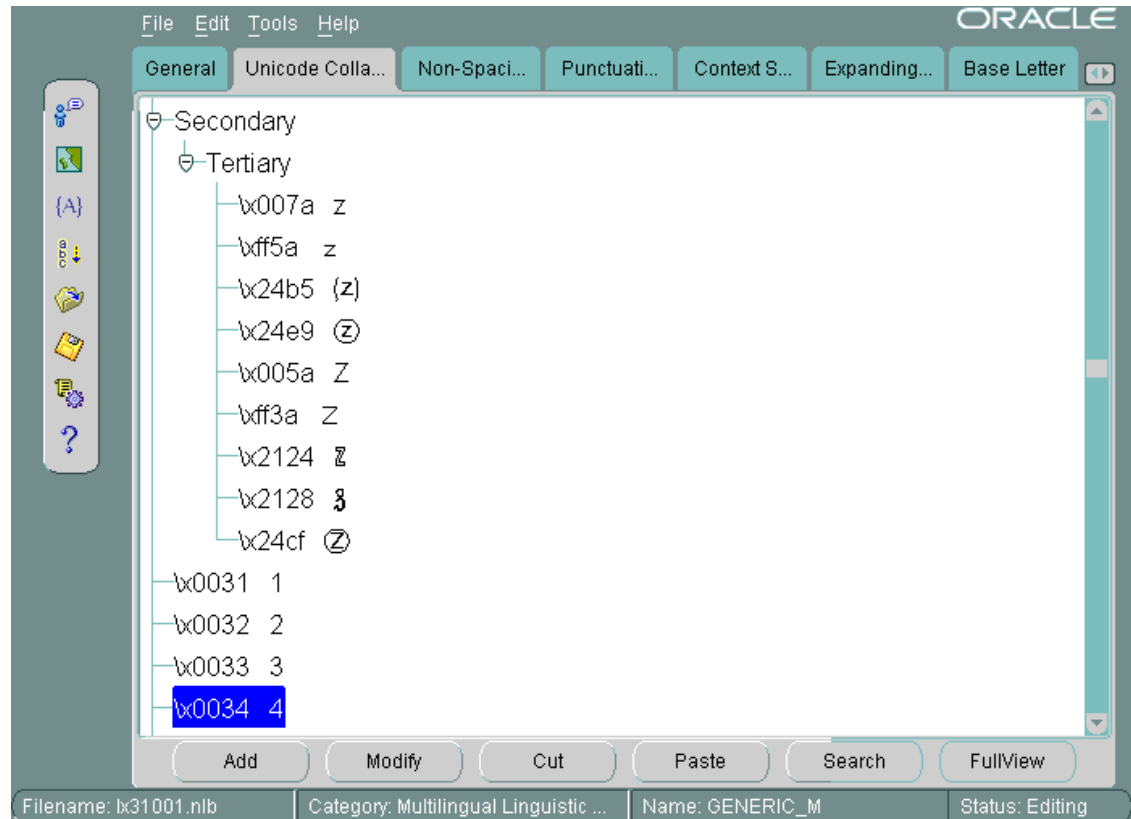 File Edit Tools Help ORACLE
General Unicode Colla... Non-Spaci... Punctuati... Context S... Expanding... Base Letter
{A}
a
b
c
?
Secondary
Tertiary
\x007a z
\xff5a z
\x24b5 (z)
\x24e9 ⓩ
\x005a Z
\xff3a Z
\x2124 ℤ
\x2128 ℨ
\x24cf Ⓩ
\x0031 1
\x0032 2
\x0033 3
\x0034 4
Add Modify Cut Paste Search FullView
Filename: lx31001.nlb Category: Multilingual Linguistic ... Name: GENERIC_M Status: Editing